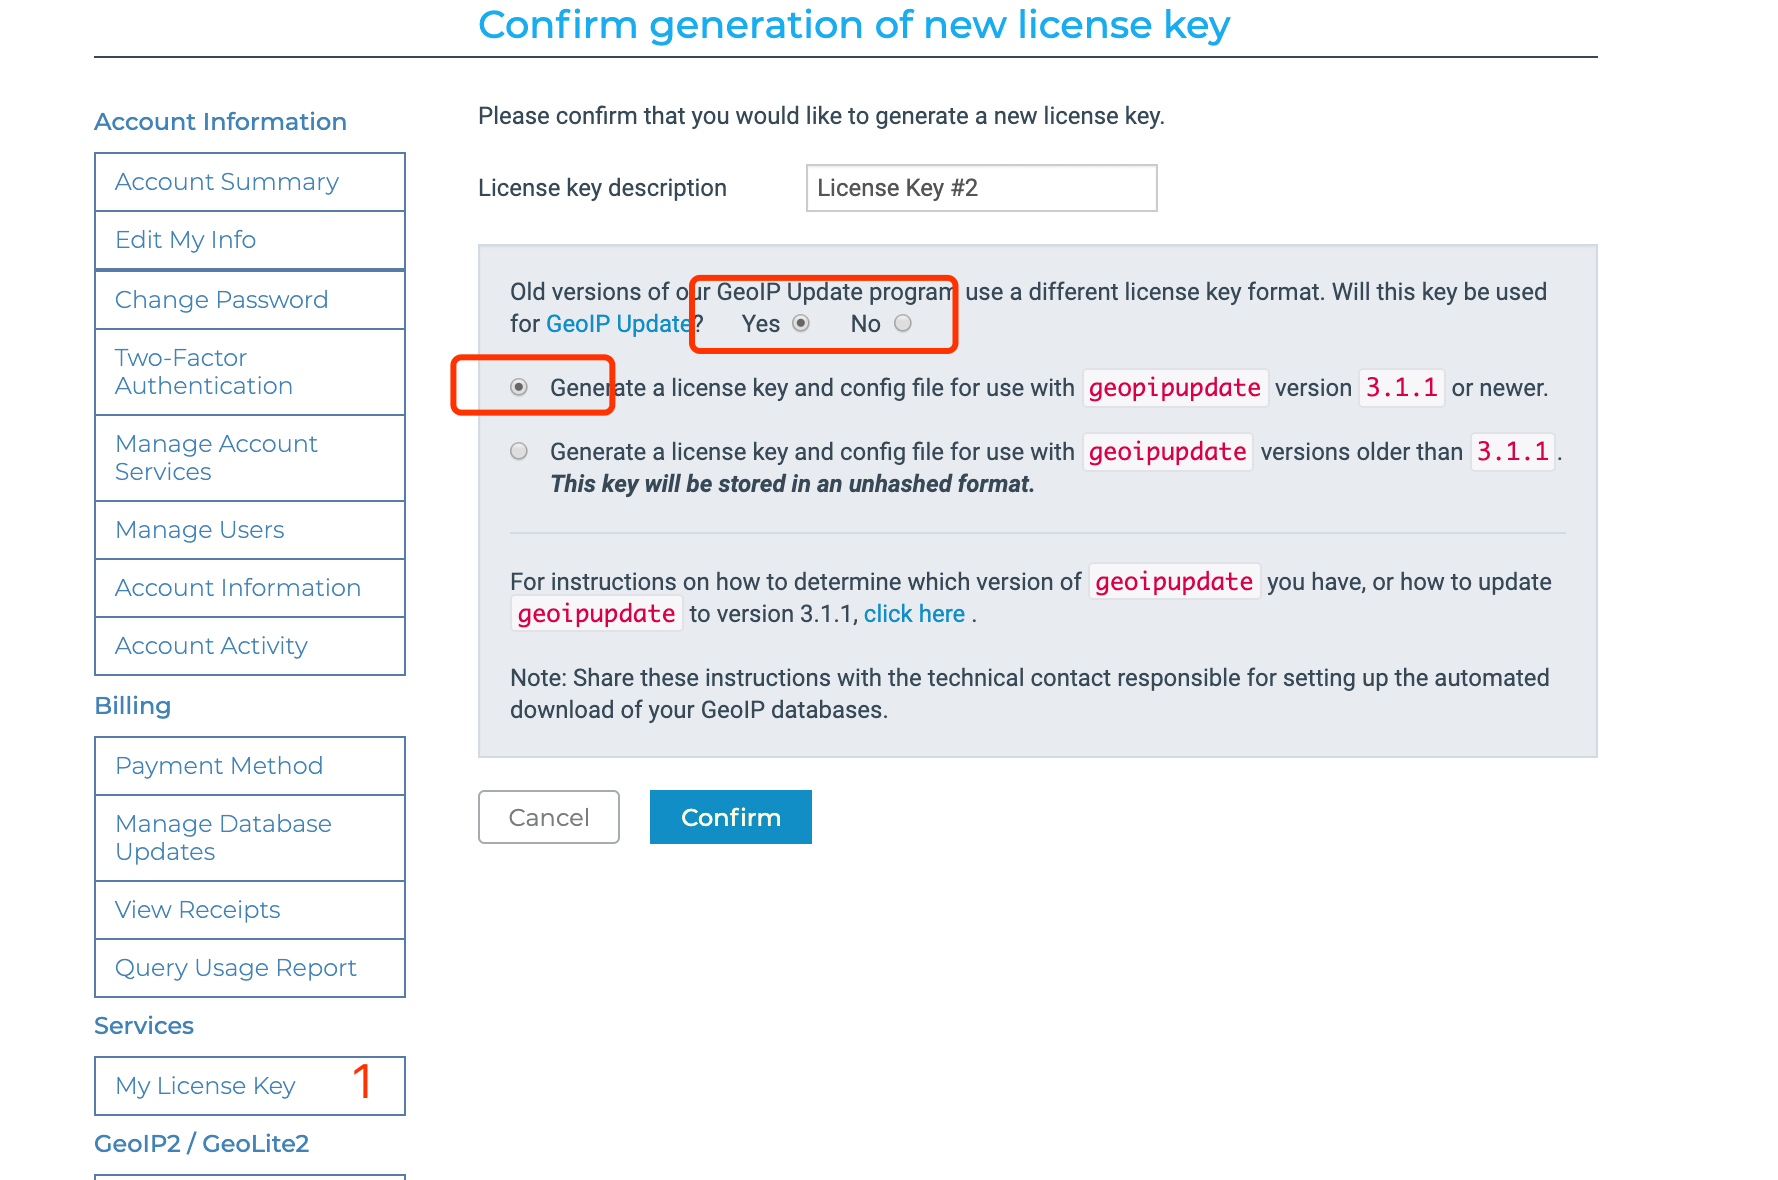 Confirm generation of new license key
Account Information
Account Summary
Edit My Info
Change Password
Two-Factor
Authentication
Manage Account
Services
Manage Users
Account Information
Account Activity
Billing
Payment Method
Manage Database
Updates
View Receipts
Query Usage Report
Services
My License Key 1
GeoIP2 / GeoLite2
Please confirm that you would like to generate a new license key.
License key description License Key #2
Old versions of our GeoIP Update program use a different license key format. Will this key be used
for GeoIP Update? Yes No
Generate a license key and config file for use with geopipupdate version 3.1.1 or newer.
Generate a license key and config file for use with geoipupdate versions older than 3.1.1.
This key will be stored in an unhashed format.
For instructions on how to determine which version of geoipupdate you have, or how to update
geoipupdate to version 3.1.1, click here .
Note: Share these instructions with the technical contact responsible for setting up the automated
download of your GeoIP databases.
Cancel Confirm